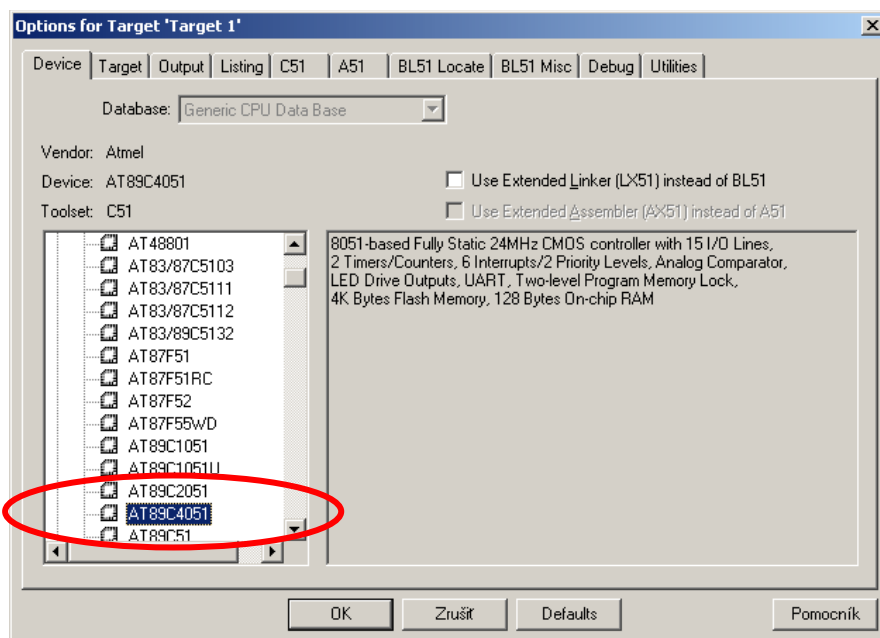 Options for Target 'Target 1'
Device Target Output Listing C51 A51 BL51 Locate BL51 Misc Debug Utilities
Database: Generic CPU Data Base
Vendor: Atmel
Device: AT89C4051
Use Extended Linker (LX51) instead of BL51
Toolset: C51
Use Extended Assembler (AX51) instead of A51
AT48801
AT83/87C5103
AT83/87C5111
AT83/87C5112
AT83/89C5132
AT87F51
AT87F51RC
AT87F52
AT87F55WD
AT89C1051
AT89C1051U
AT89C2051
AT89C4051
AT89C51
8051-based Fully Static 24MHz CMOS controller with 15 I/O Lines,
2 Timers/Counters, 6 Interrupts/2 Priority Levels, Analog Comparator,
LED Drive Outputs, UART, Two-level Program Memory Lock,
4K Bytes Flash Memory, 128 Bytes On-chip RAM
OK Zrušiť Defaults Pomocník